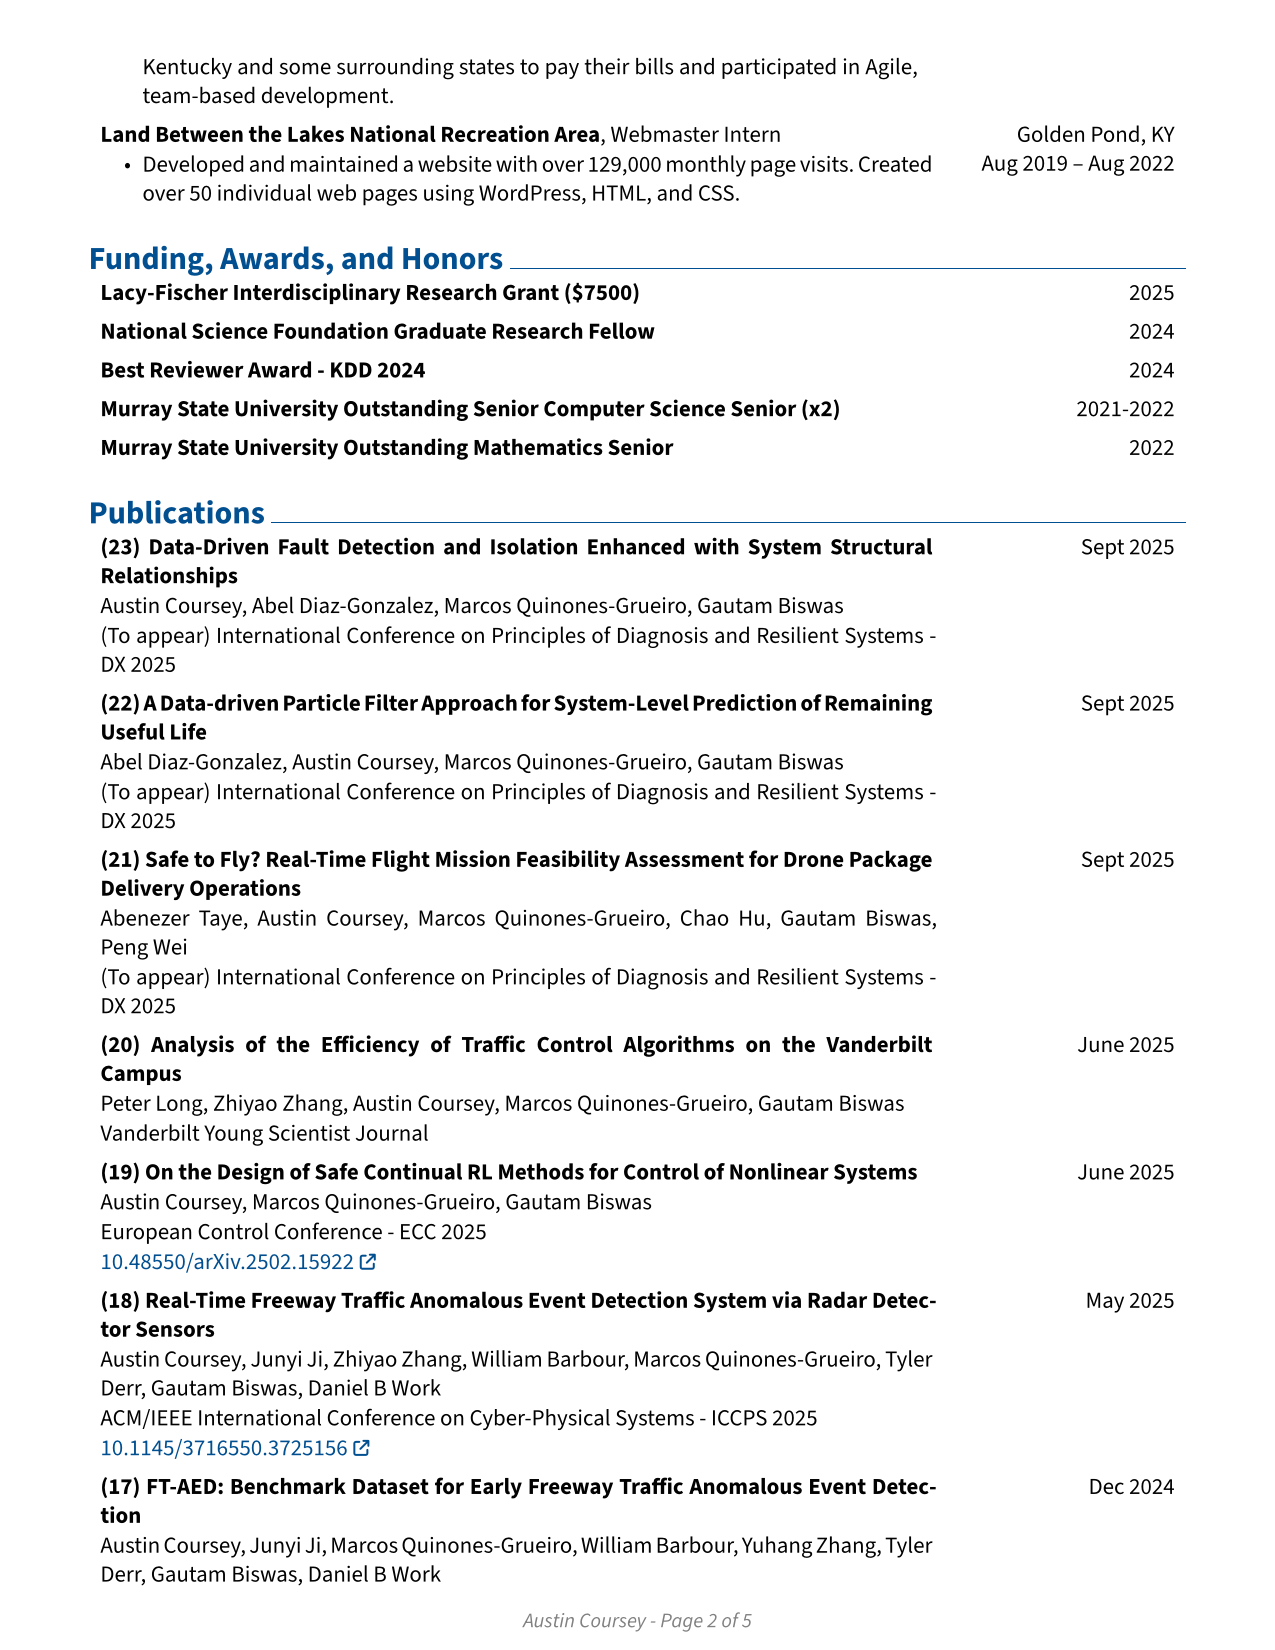 Kentucky and some surrounding states to pay their bills and participated in Agile,
team-based development.
Land Between the Lakes National Recreation Area, Webmaster Intern
Golden Pond, KY
• Developed and maintained a website with over 129,000 monthly page visits. Created
Aug 2019 – Aug 2022
over 50 individual web pages using WordPress, HTML, and CSS.
Funding, Awards, and Honors
Lacy-Fischer Interdisciplinary Research Grant ($7500) 2025
National Science Foundation Graduate Research Fellow 2024
Best Reviewer Award - KDD 2024 2024
Murray State University Outstanding Senior Computer Science Senior (x2) 2021-2022
Murray State University Outstanding Mathematics Senior 2022
Publications
(23) Data-Driven Fault Detection and Isolation Enhanced with System Structural Sept 2025
Relationships
Austin Coursey, Abel Diaz-Gonzalez, Marcos Quinones-Grueiro, Gautam Biswas
(To appear) International Conference on Principles of Diagnosis and Resilient Systems -
DX 2025
(22) A Data-driven Particle Filter Approach for System-Level Prediction of Remaining Sept 2025
Useful Life
Abel Diaz-Gonzalez, Austin Coursey, Marcos Quinones-Grueiro, Gautam Biswas
(To appear) International Conference on Principles of Diagnosis and Resilient Systems -
DX 2025
(21) Safe to Fly? Real-Time Flight Mission Feasibility Assessment for Drone Package Sept 2025
Delivery Operations
Abenezer Taye, Austin Coursey, Marcos Quinones-Grueiro, Chao Hu, Gautam Biswas,
Peng Wei
(To appear) International Conference on Principles of Diagnosis and Resilient Systems -
DX 2025
(20) Analysis of the Efficiency of Traffic Control Algorithms on the Vanderbilt June 2025
Campus
Peter Long, Zhiyao Zhang, Austin Coursey, Marcos Quinones-Grueiro, Gautam Biswas
Vanderbilt Young Scientist Journal
(19) On the Design of Safe Continual RL Methods for Control of Nonlinear Systems June 2025
Austin Coursey, Marcos Quinones-Grueiro, Gautam Biswas
European Control Conference - ECC 2025
10.48550/arXiv.2502.15922
(18) Real-Time Freeway Traffic Anomalous Event Detection System via Radar Detec- May 2025
tor Sensors
Austin Coursey, Junyi Ji, Zhiyao Zhang, William Barbour, Marcos Quinones-Grueiro, Tyler
Derr, Gautam Biswas, Daniel B Work
ACM/IEEE International Conference on Cyber-Physical Systems - ICCPS 2025
10.1145/3716550.3725156
(17) FT-AED: Benchmark Dataset for Early Freeway Traffic Anomalous Event Detec- Dec 2024
tion
Austin Coursey, Junyi Ji, Marcos Quinones-Grueiro, William Barbour, Yuhang Zhang, Tyler
Derr, Gautam Biswas, Daniel B Work
Austin Coursey - Page 2 of 5